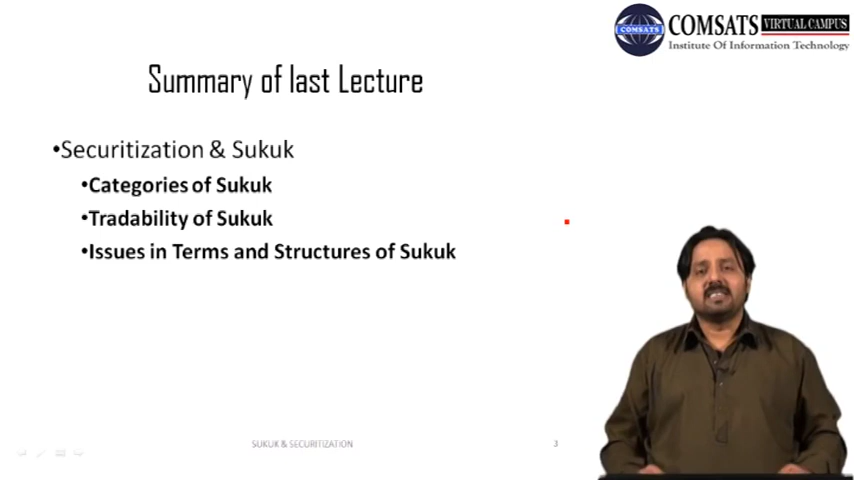 COMSATS VIRTUAL CAMPUS
COMSATS
Institute Of Information Technology
Summary of last Lecture
•Securitization & Sukuk
•Categories of Sukuk
•Tradability of Sukuk
•Issues in Terms and Structures of Sukuk
SUKUK & SECURITIZATION 3